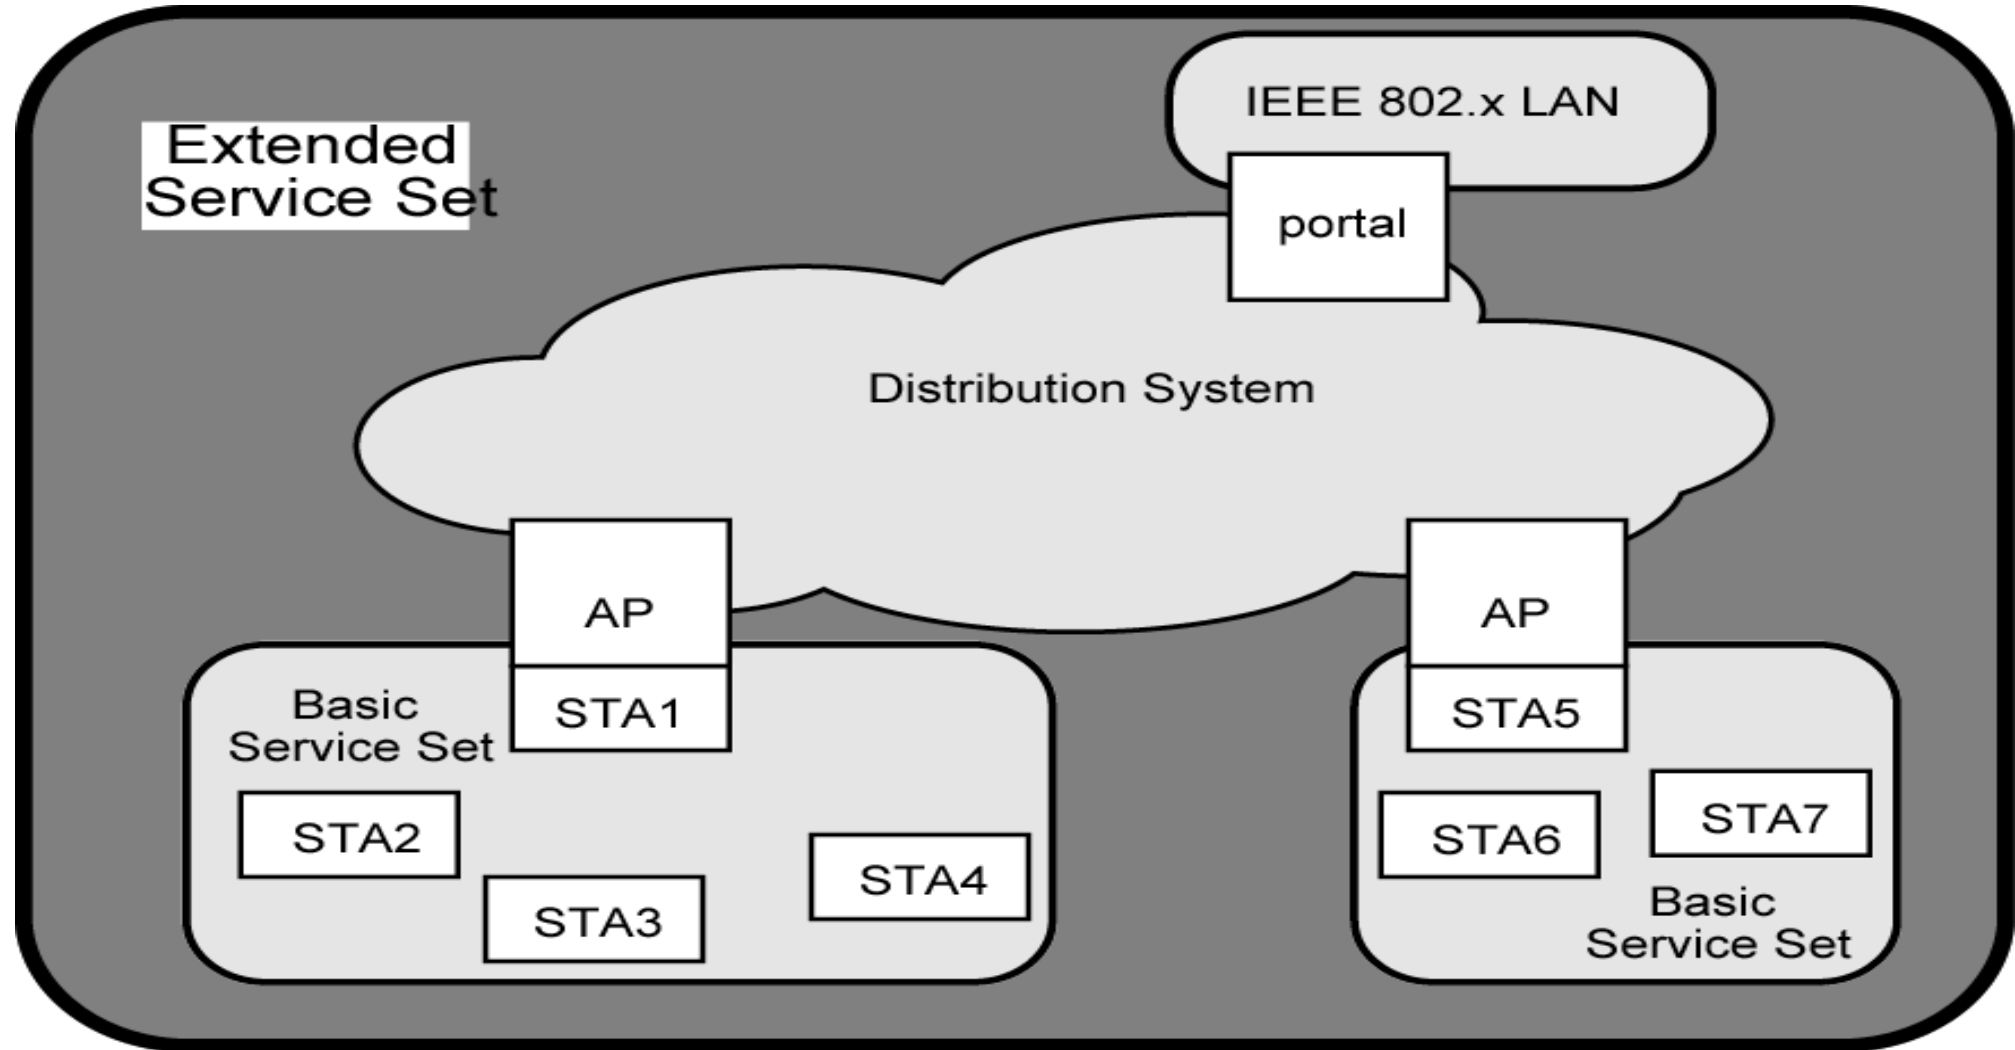 IEEE 802.x LAN
Extended
Service Set
portal
Distribution System
AP
AP
Basic
Service Set
STA1
STA5
STA2
STA3
STA4
STA6
STA7
Basic
Service Set